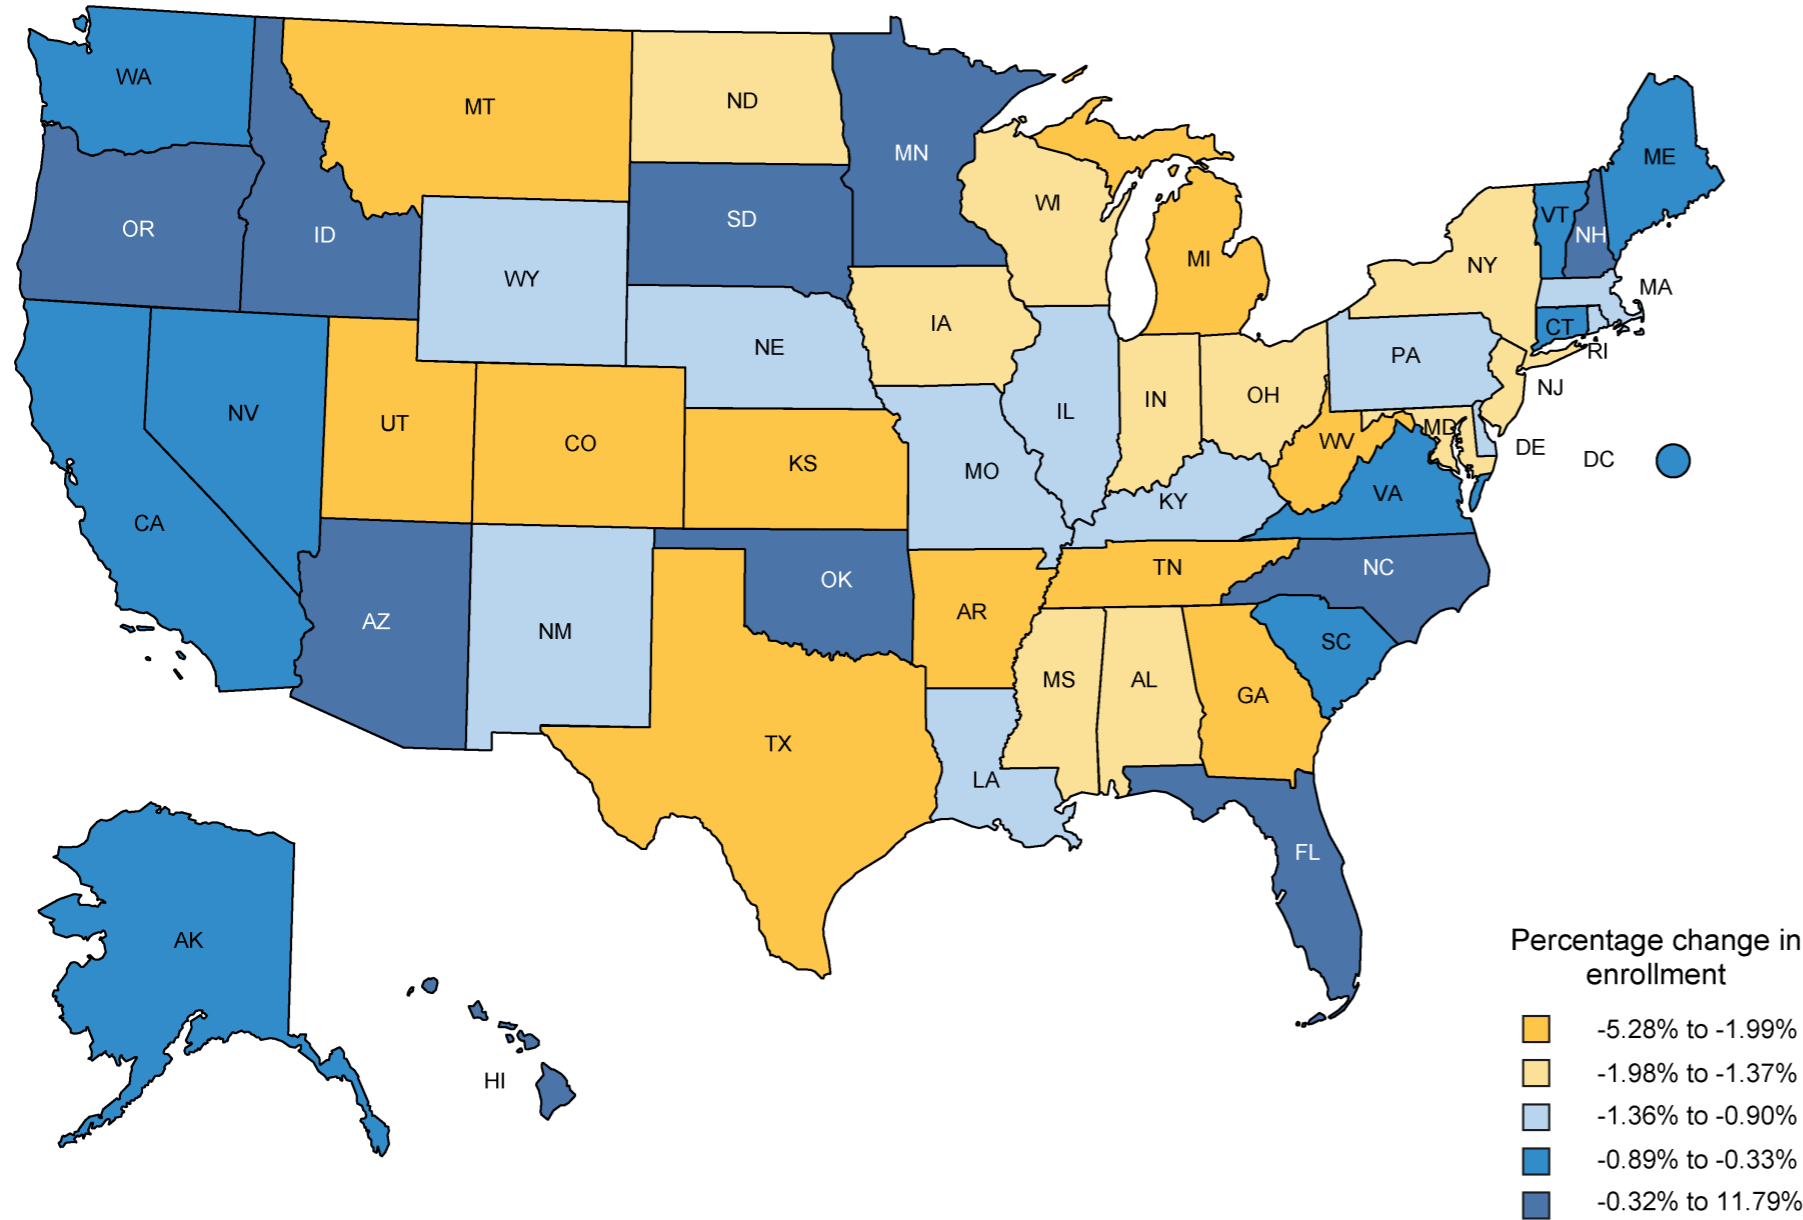 WA
MT
ND
MN
ME
OR
ID
SD
WI
VT
NH
WY
MI
NY
MA
NE
IA
CT
RI
PA
NV
UT
CO
KS
IL
IN
OH
NJ
MO
WV
MD
DE
DC
CA
KY
VA
AZ
NM
OK
AR
TN
NC
SC
MS
AL
GA
TX
LA
FL
AK
HI
Percentage change in
enrollment
-5.28% to -1.99%
-1.98% to -1.37%
-1.36% to -0.90%
-0.89% to -0.33%
-0.32% to 11.79%